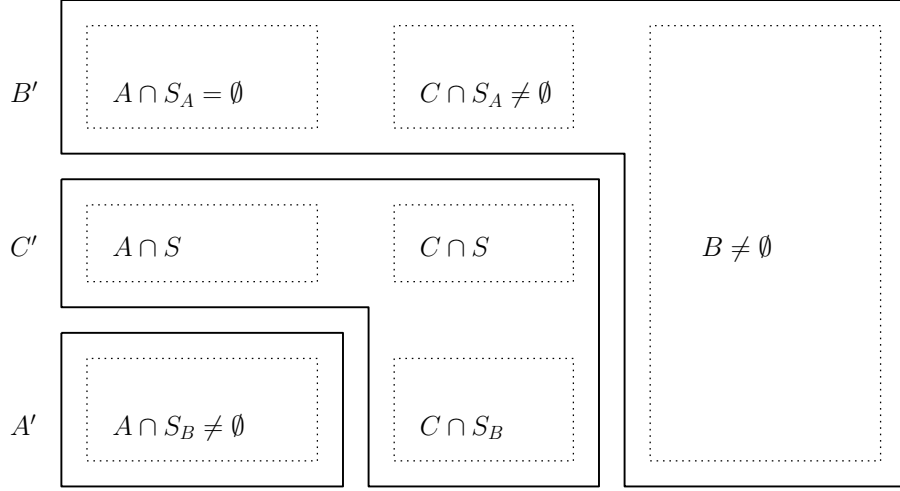 B′ A ∩ S_A = ∅ C ∩ S_A ≠ ∅
C′ A ∩ S C ∩ S B ≠ ∅
A′ A ∩ S_B ≠ ∅ C ∩ S_B